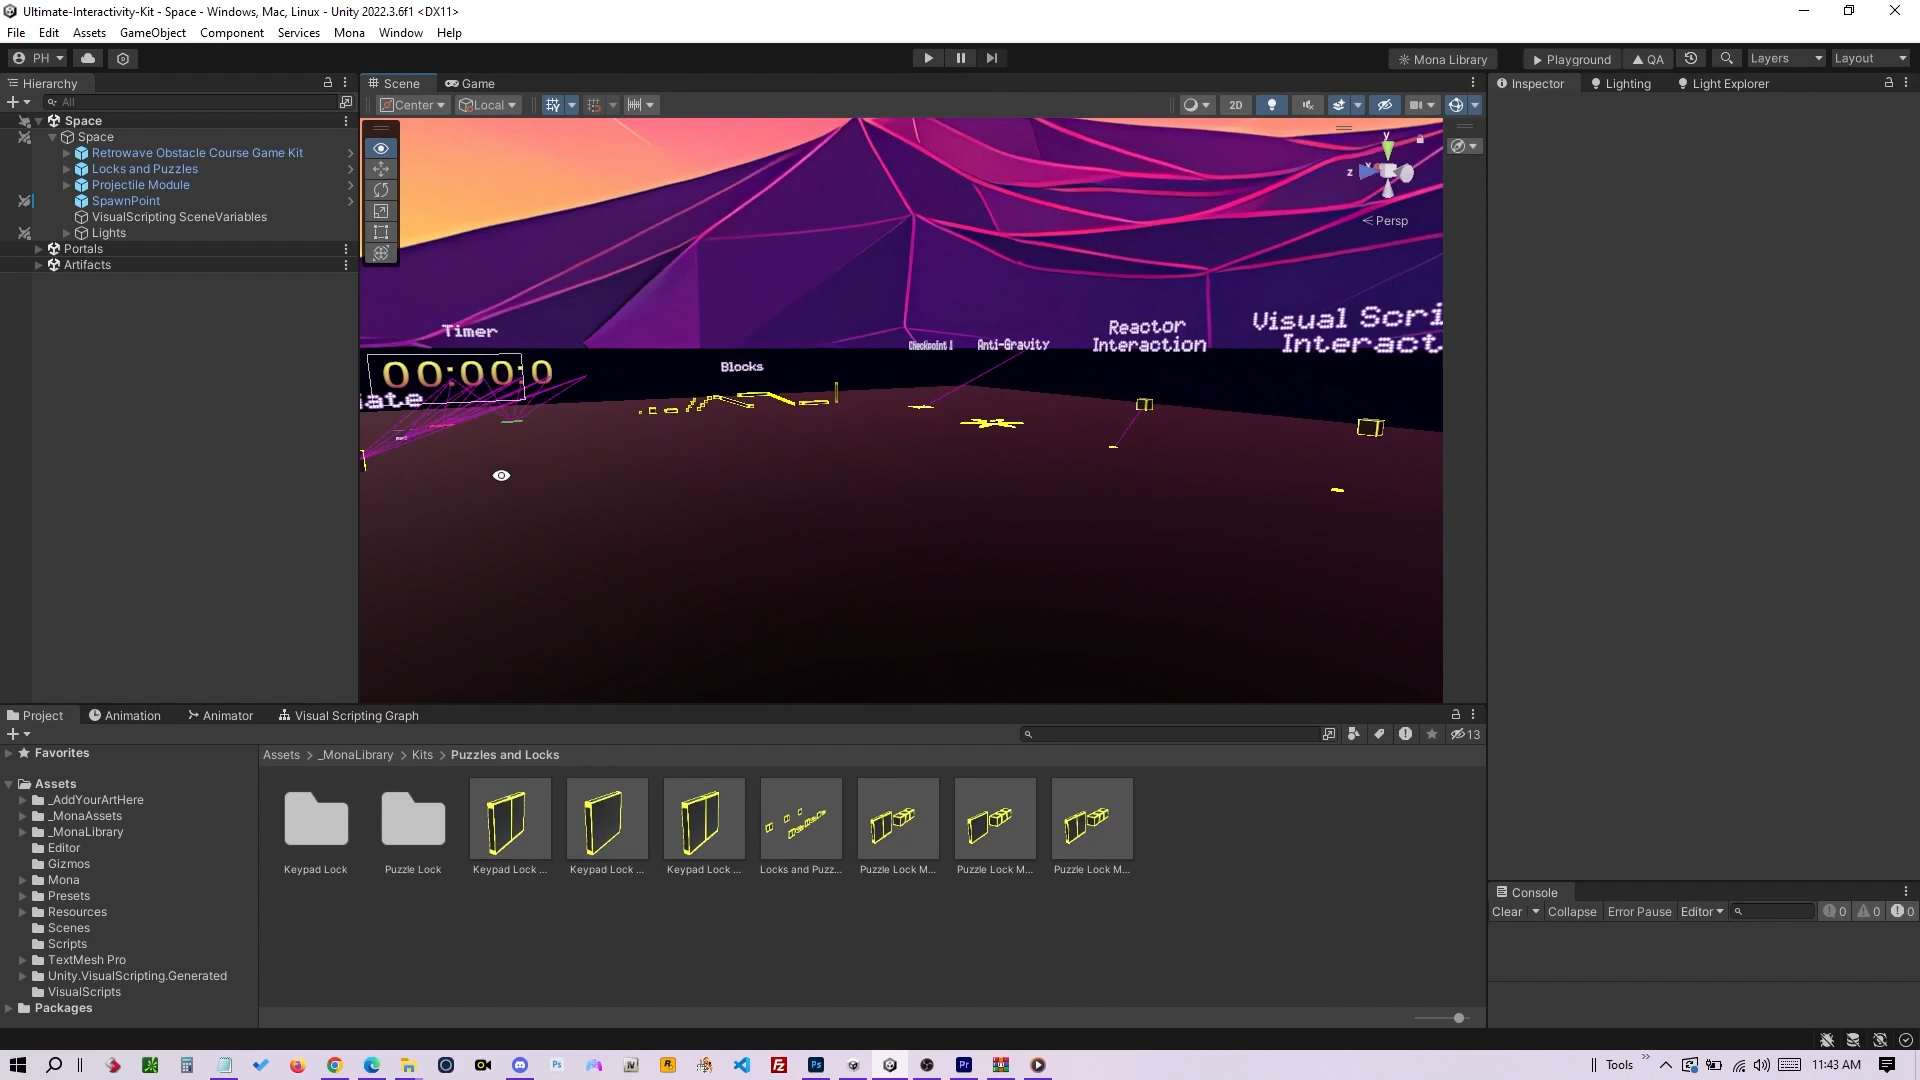 Ultimate-Interactivity-Kit - Space - Windows, Mac, Linux - Unity 2022.3.6f1 <DX11>
File Edit Assets GameObject Component Services Mona Window Help
PH
Mona Library
Playground
QA
Layers
Layout
Hierarchy
All
Space
Space
Retrowave Obstacle Course Game Kit
Locks and Puzzles
Projectile Module
SpawnPoint
VisualScripting SceneVariables
Lights
Portals
Artifacts
Scene Game
Center Local
2D
y
z
Persp
Timer
00:00:0
Blocks
Checkpoint 1
Anti-Gravity
Reactor
Interaction
Visual Scri
Interact
Inspector Lighting Light Explorer
Project Animation Animator Visual Scripting Graph
13
Favorites
Assets
_AddYourArtHere
_MonaAssets
_MonaLibrary
Editor
Gizmos
Mona
Presets
Resources
Scenes
Scripts
TextMesh Pro
Unity.VisualScripting.Generated
VisualScripts
Packages
Assets > _MonaLibrary > Kits > Puzzles and Locks
Keypad Lock
Puzzle Lock
Keypad Lock ...
Keypad Lock ...
Keypad Lock ...
Locks and Puzz...
Puzzle Lock M...
Puzzle Lock M...
Puzzle Lock M...
Console
Clear Collapse Error Pause Editor
0 0 0
Tools
11:43 AM